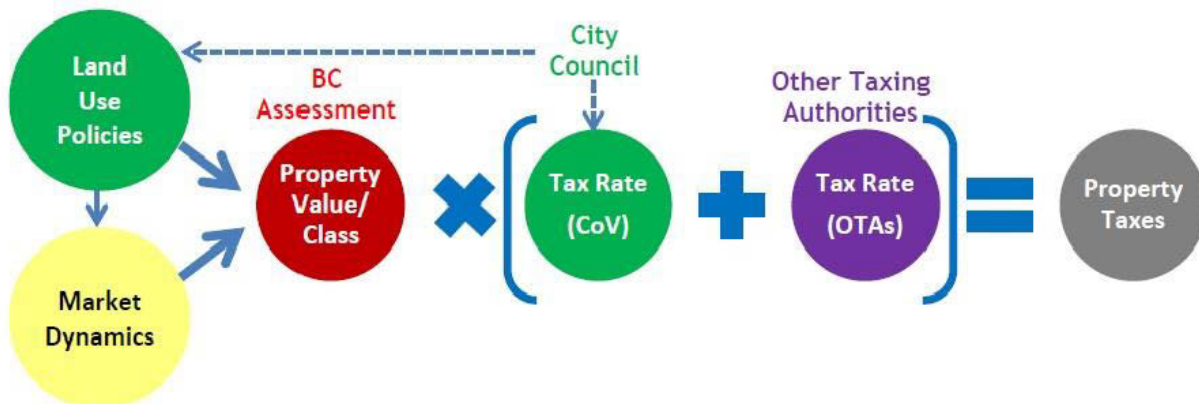 Land
Use
Policies
Market
Dynamics
BC
Assessment
Property
Value/
Class
City
Council
Tax Rate
(CoV)
Other Taxing
Authorities
Tax Rate
(OTAs)
Property
Taxes